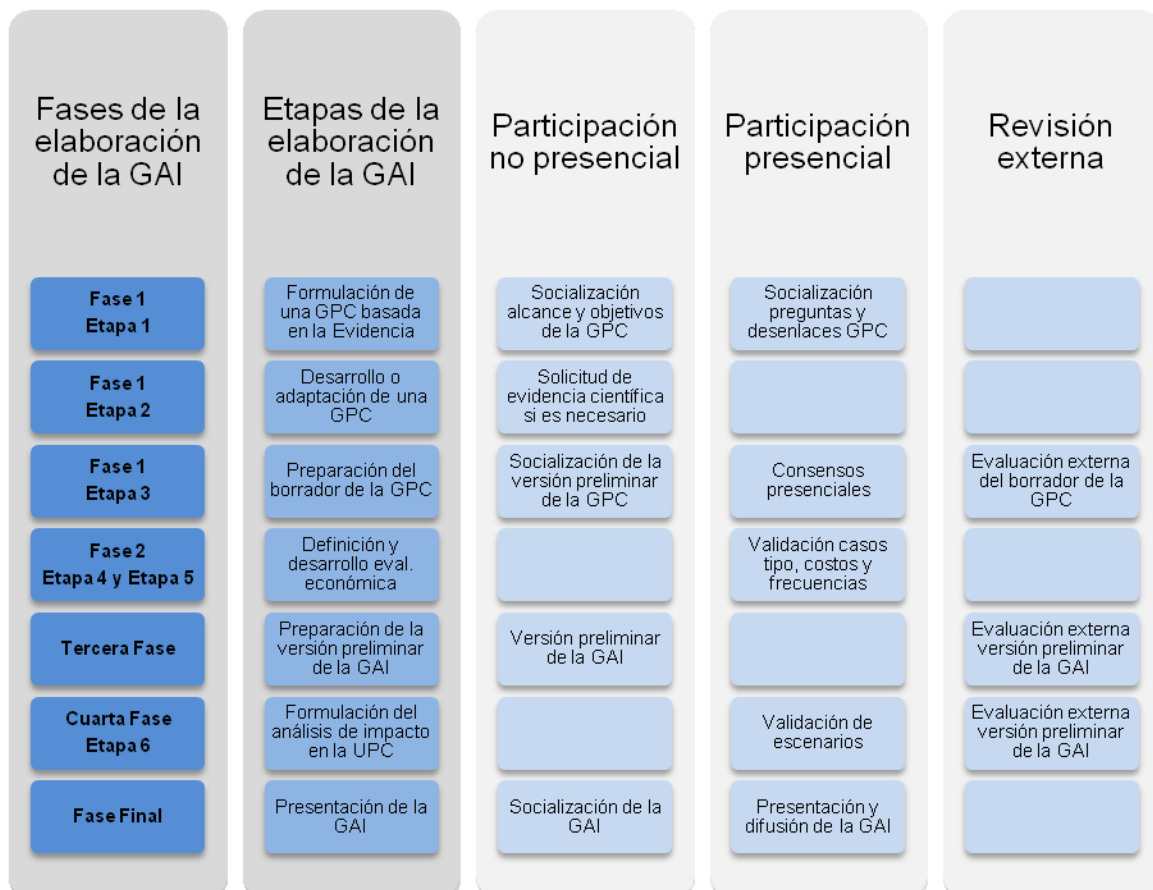 Fases de la
elaboración
de la GAI
Etapas de la
elaboración
de la GAI
Participación
no presencial
Participación
presencial
Revisión
externa
Fase 1
Etapa 1
Formulación de
una GPC basada
en la Evidencia
Socialización
alcance y objetivos
de la GPC
Socialización
preguntas y
desenlaces GPC
Fase 1
Etapa 2
Desarrollo o
adaptación de una
GPC
Solicitud de
evidencia científica
si es necesario
Fase 1
Etapa 3
Preparación del
borrador de la GPC
Socialización de la
versión preliminar
de la GPC
Consensos
presenciales
Evaluación externa
del borrador de la
GPC
Fase 2
Etapa 4 y Etapa 5
Definición y
desarrollo eval.
económica
Validación casos
tipo, costos y
frecuencias
Tercera Fase
Preparación de la
versión preliminar
de la GAI
Versión preliminar
de la GAI
Evaluación externa
versión preliminar
de la GAI
Cuarta Fase
Etapa 6
Formulación del
análisis de impacto
en la UPC
Validación de
escenarios
Evaluación externa
versión preliminar
de la GAI
Fase Final
Presentación de la
GAI
Socialización de la
GAI
Presentación y
difusión de la GAI